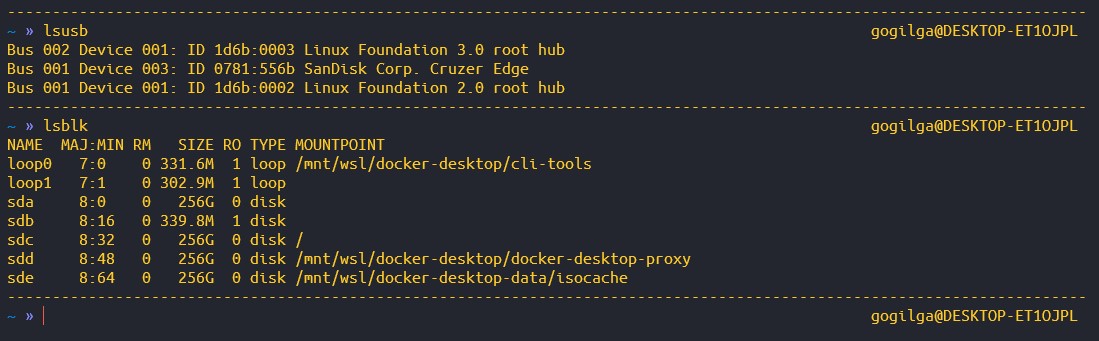 --------------------------------------------------------------------------------------------------------------------------
~ » lsusb gogilga@DESKTOP-ET1OJPL
Bus 002 Device 001: ID 1d6b:0003 Linux Foundation 3.0 root hub
Bus 001 Device 003: ID 0781:556b SanDisk Corp. Cruzer Edge
Bus 001 Device 001: ID 1d6b:0002 Linux Foundation 2.0 root hub
--------------------------------------------------------------------------------------------------------------------------
~ » lsblk gogilga@DESKTOP-ET1OJPL
NAME  MAJ:MIN RM   SIZE RO TYPE MOUNTPOINT
loop0   7:0    0 331.6M  1 loop /mnt/wsl/docker-desktop/cli-tools
loop1   7:1    0 302.9M  1 loop
sda     8:0    0   256G  0 disk
sdb     8:16   0 339.8M  1 disk
sdc     8:32   0   256G  0 disk /
sdd     8:48   0   256G  0 disk /mnt/wsl/docker-desktop/docker-desktop-proxy
sde     8:64   0   256G  0 disk /mnt/wsl/docker-desktop-data/isocache
--------------------------------------------------------------------------------------------------------------------------
~ » gogilga@DESKTOP-ET1OJPL